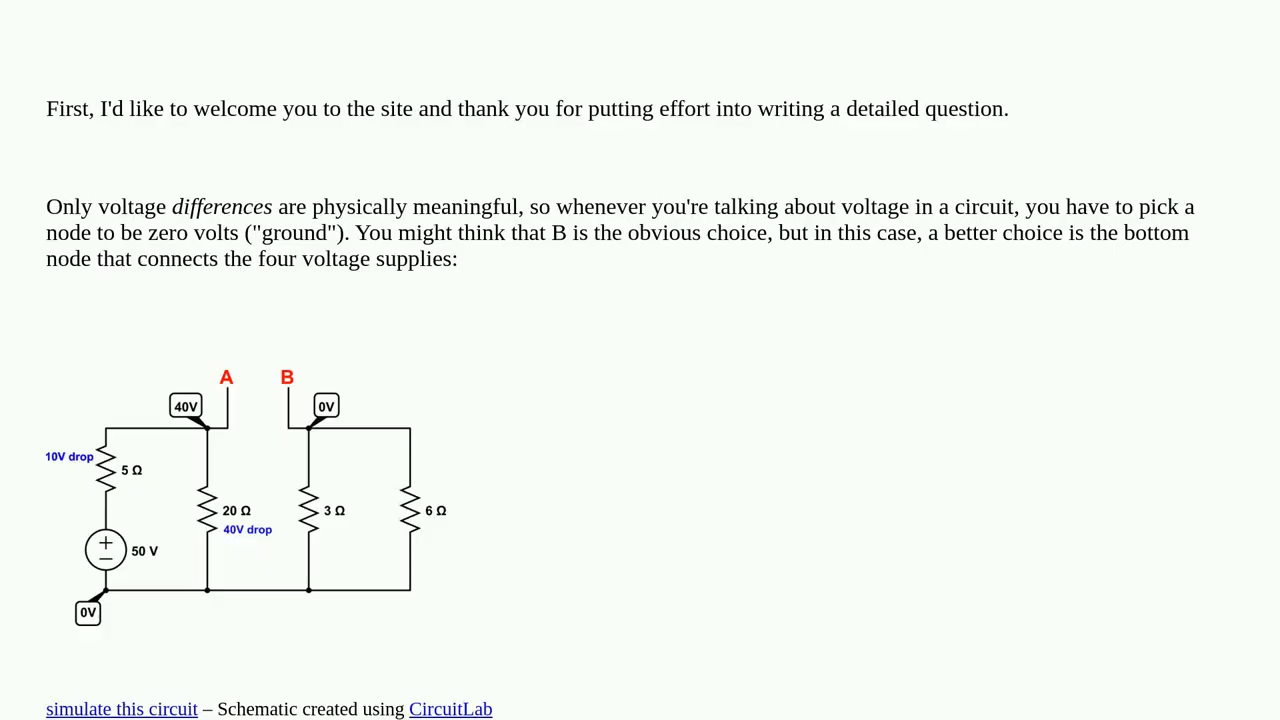 First, I'd like to welcome you to the site and thank you for putting effort into writing a detailed question.
Only voltage differences are physically meaningful, so whenever you're talking about voltage in a circuit, you have to pick a
node to be zero volts ("ground"). You might think that B is the obvious choice, but in this case, a better choice is the bottom
node that connects the four voltage supplies:
A B
40V 0V
10V drop
5 Ω
20 Ω 3 Ω 6 Ω
40V drop
+
−
50 V
0V
simulate this circuit – Schematic created using CircuitLab